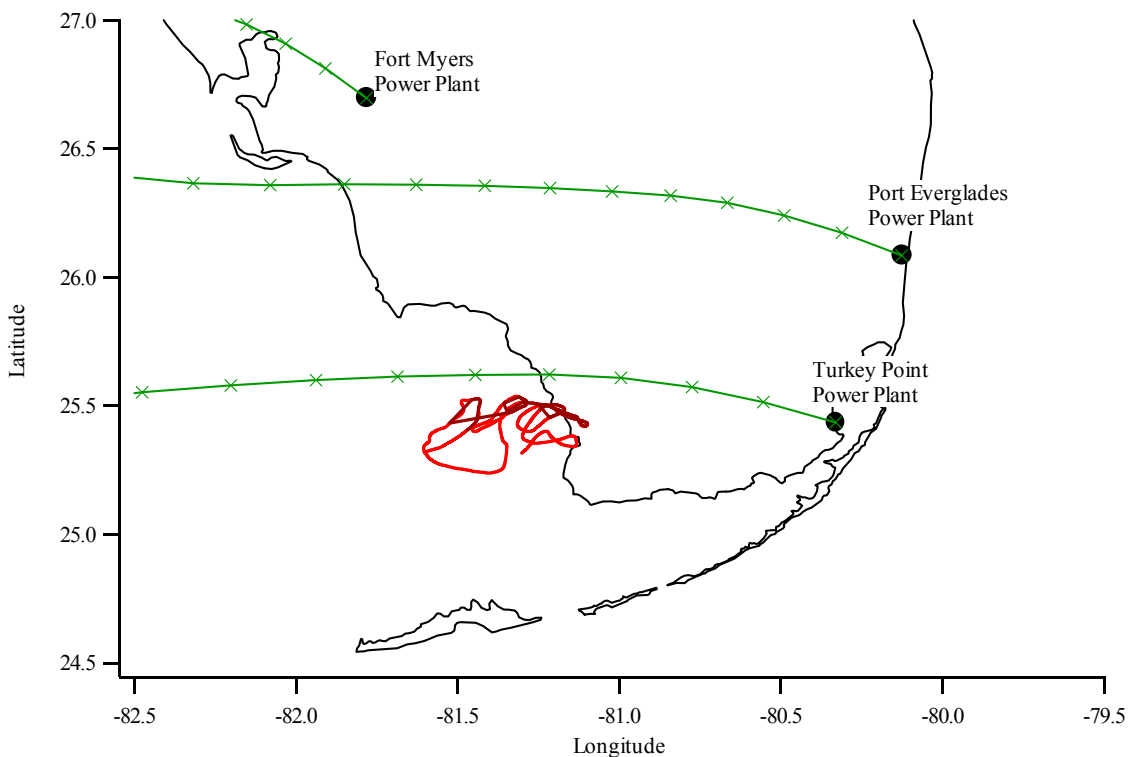 27.0
Fort Myers
Power Plant
26.5
Port Everglades
Power Plant
26.0
Latitude
Turkey Point
Power Plant
25.5
25.0
24.5
-82.5 -82.0 -81.5 -81.0 -80.5 -80.0 -79.5
Longitude